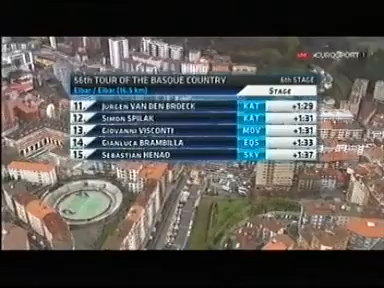 LIVE EUROSPORT 1
56th TOUR OF THE BASQUE COUNTRY 6th STAGE
Eibar / Eibar (16.5 km) STAGE
11. JURGEN VAN DEN BROECK KAT +1:29
12. SIMON SPILAK KAT +1:31
13. GIOVANNI VISCONTI MOV +1:31
14. GIANLUCA BRAMBILLA EQS +1:33
15. SEBASTIAN HENAO SKY +1:37